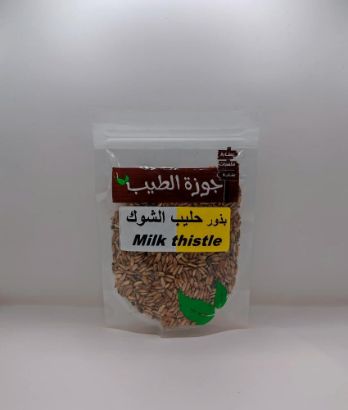 جوزة الطيب
بذور حليب الشوك
Milk thistle